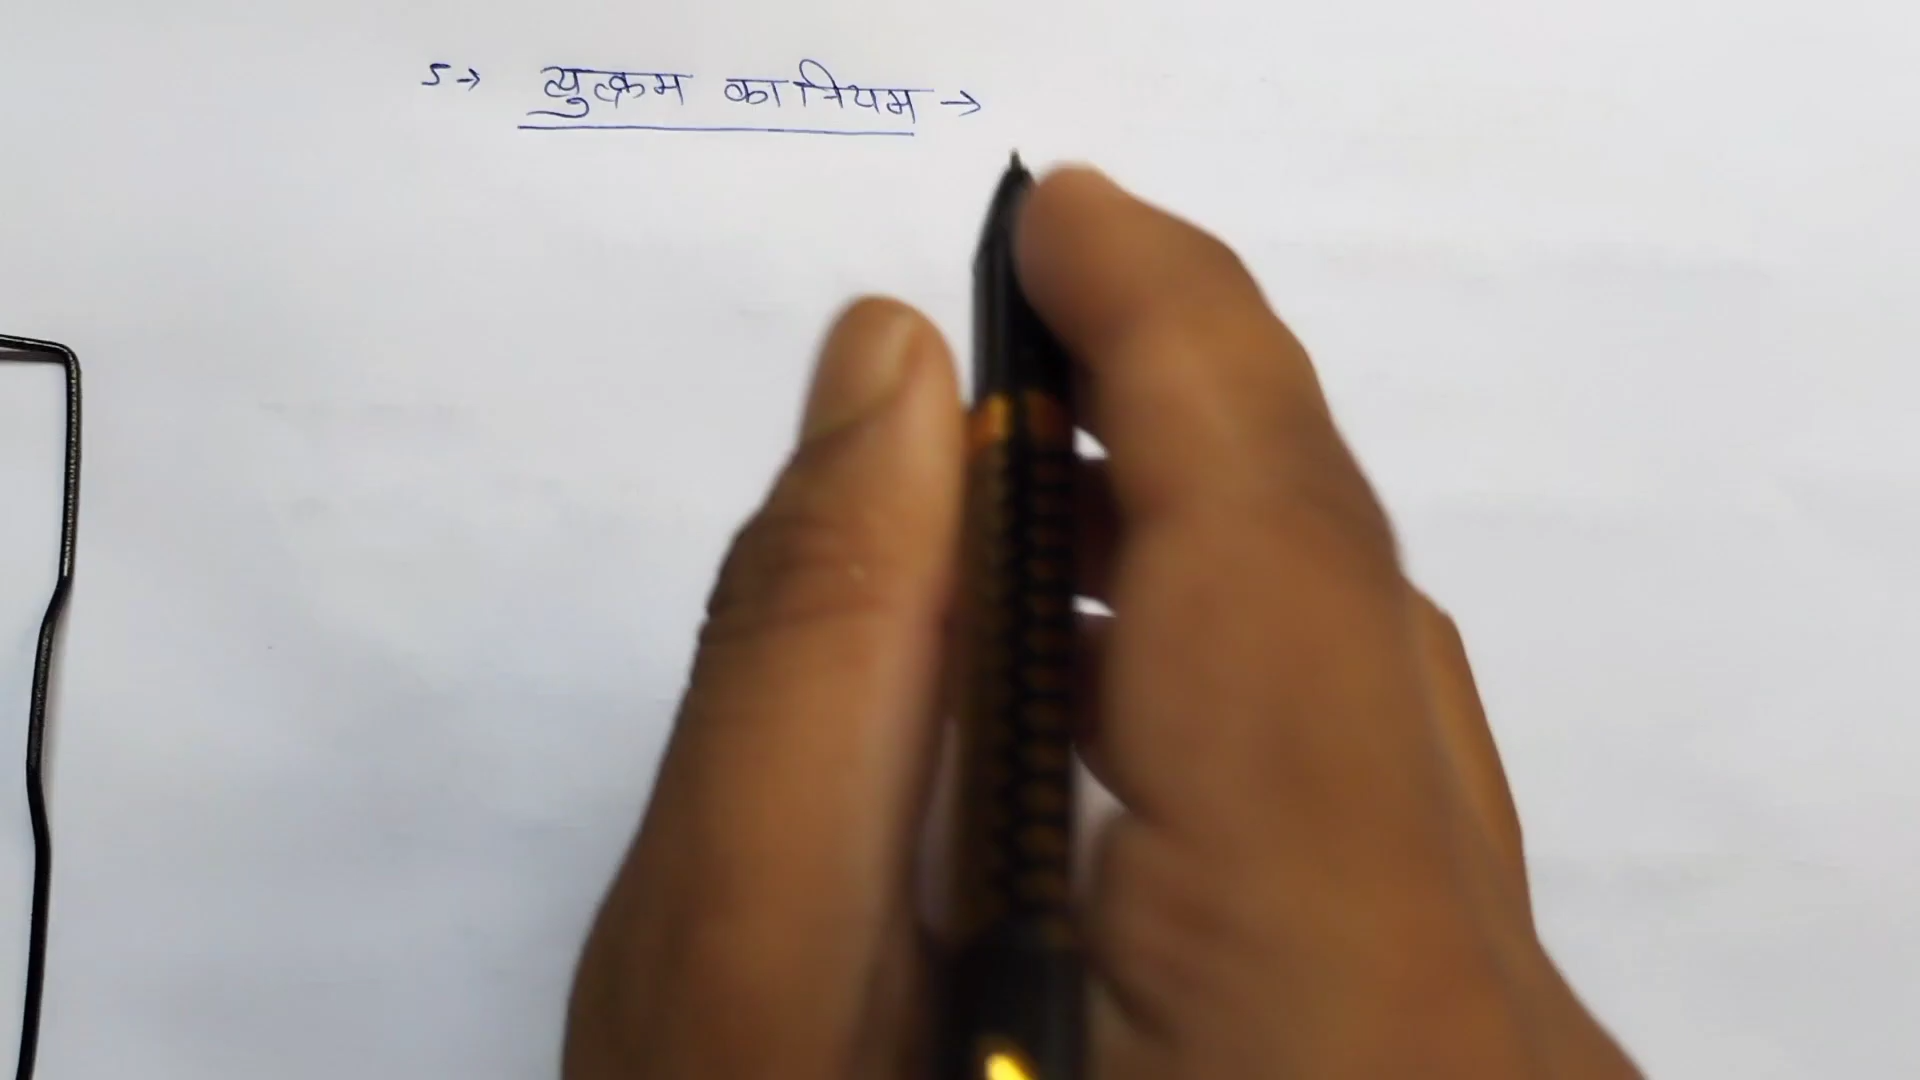 5→ व्युत्क्रम का नियम →